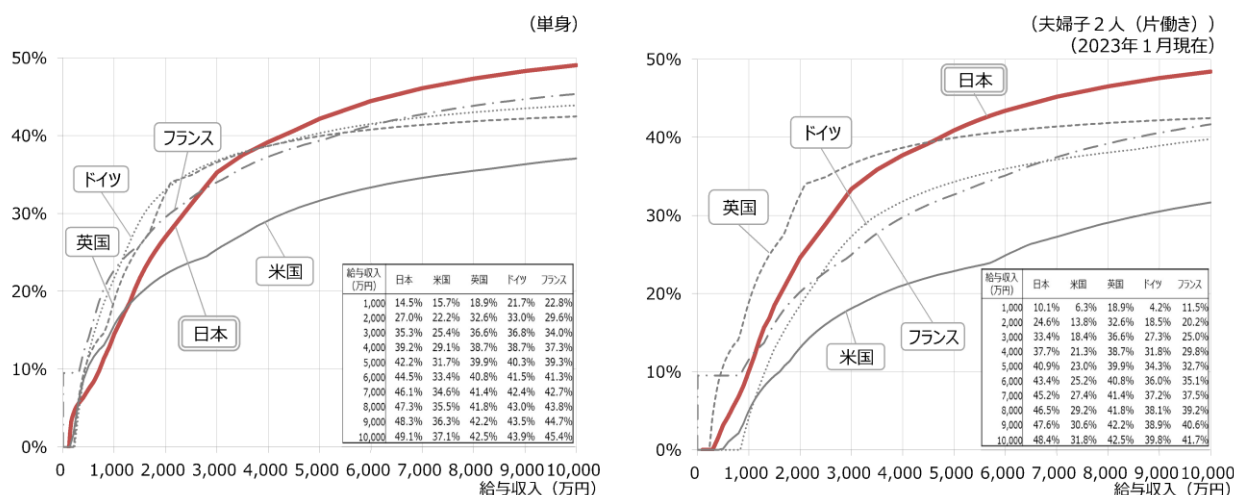 （単身）
50%
40%
30%
20%
10%
0%
フランス
ドイツ
英国
米国
日本
給与収入
（万円） 日本 米国 英国 ドイツ フランス
1,000 14.5% 15.7% 18.9% 21.7% 22.8%
2,000 27.0% 22.2% 32.6% 33.0% 29.6%
3,000 35.3% 25.4% 36.6% 36.8% 34.0%
4,000 39.2% 29.1% 38.7% 38.7% 37.3%
5,000 42.2% 31.7% 39.9% 40.3% 39.3%
6,000 44.5% 33.4% 40.8% 41.5% 41.3%
7,000 46.1% 34.6% 41.4% 42.4% 42.7%
8,000 47.3% 35.5% 41.8% 43.0% 43.8%
9,000 48.3% 36.3% 42.2% 43.5% 44.7%
10,000 49.1% 37.1% 42.5% 43.9% 45.4%
0 1,000 2,000 3,000 4,000 5,000 6,000 7,000 8,000 9,000 10,000
給与収入（万円）
（夫婦子２人（片働き））
（2023年１月現在）
50%
40%
30%
20%
10%
0%
日本
ドイツ
英国
フランス
米国
給与収入
（万円） 日本 米国 英国 ドイツ フランス
1,000 10.1% 6.3% 18.9% 4.2% 11.5%
2,000 24.6% 13.8% 32.6% 18.5% 20.2%
3,000 33.4% 18.4% 36.6% 27.3% 25.0%
4,000 37.7% 21.3% 38.7% 31.8% 29.8%
5,000 40.9% 23.0% 39.9% 34.3% 32.7%
6,000 43.4% 25.2% 40.8% 36.0% 35.1%
7,000 45.2% 27.4% 41.4% 37.2% 37.5%
8,000 46.5% 29.2% 41.8% 38.1% 39.2%
9,000 47.6% 30.6% 42.2% 38.9% 40.6%
10,000 48.4% 31.8% 42.5% 39.8% 41.7%
0 1,000 2,000 3,000 4,000 5,000 6,000 7,000 8,000 9,000 10,000
給与収入（万円）